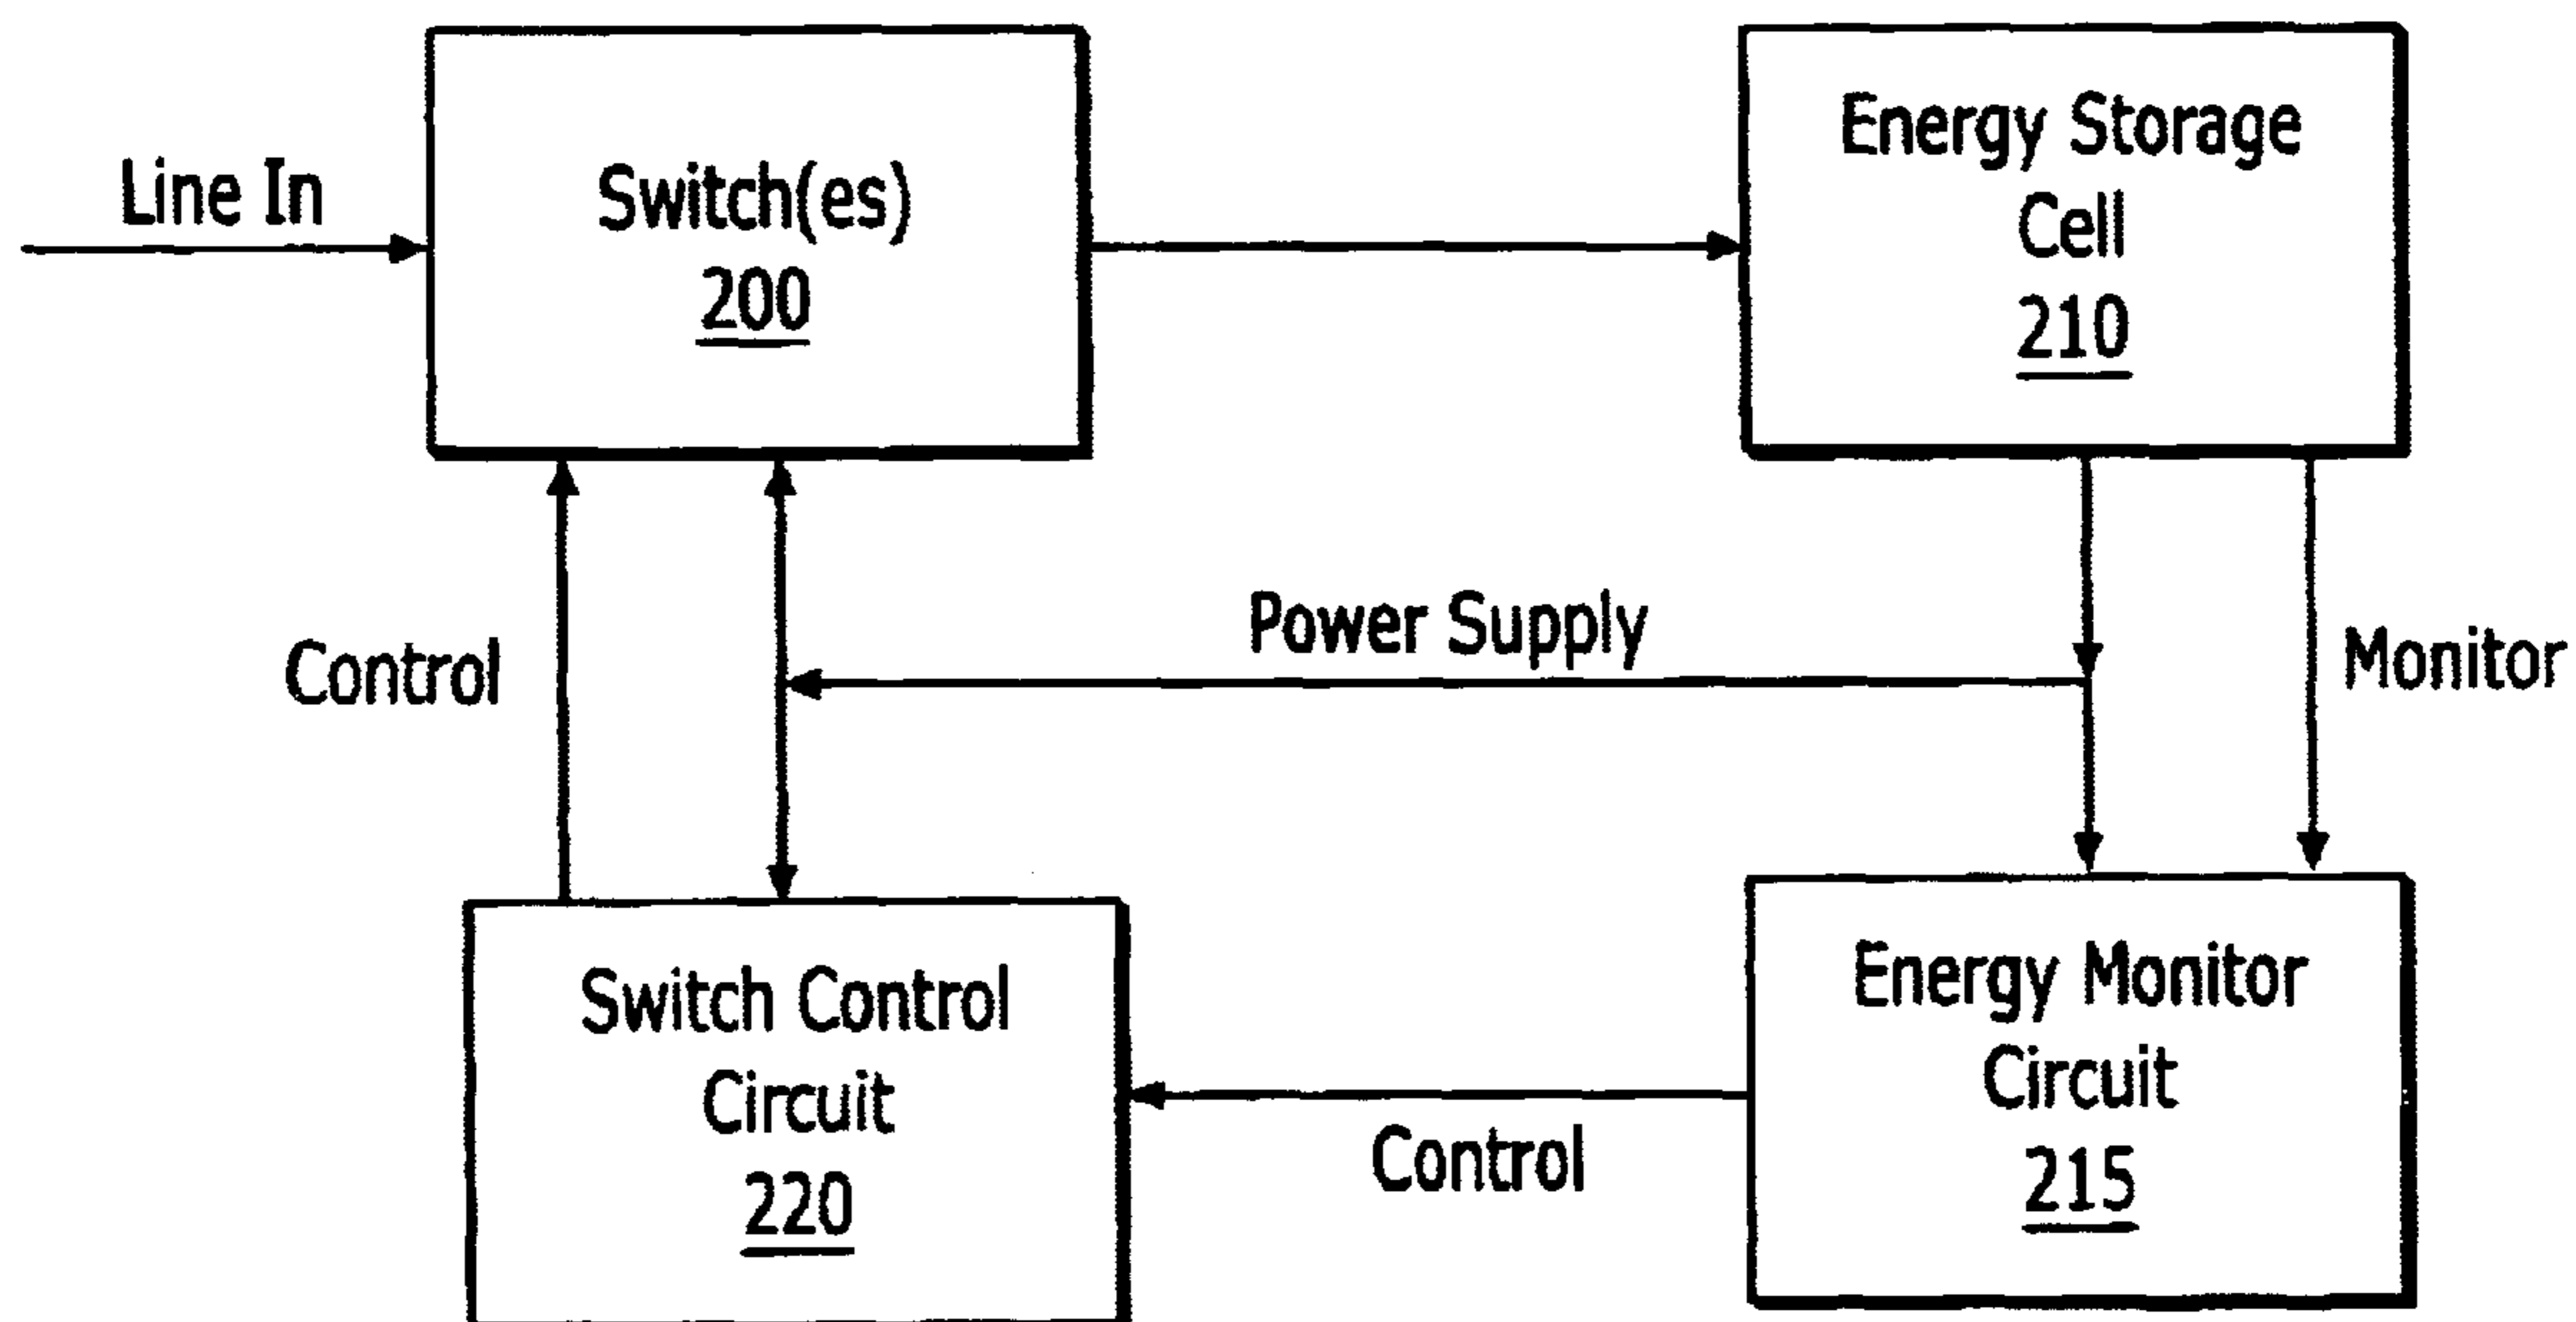 Line In
Switch(es)
200
Energy Storage
Cell
210
Control
Power Supply
Monitor
Switch Control
Circuit
220
Control
Energy Monitor
Circuit
215